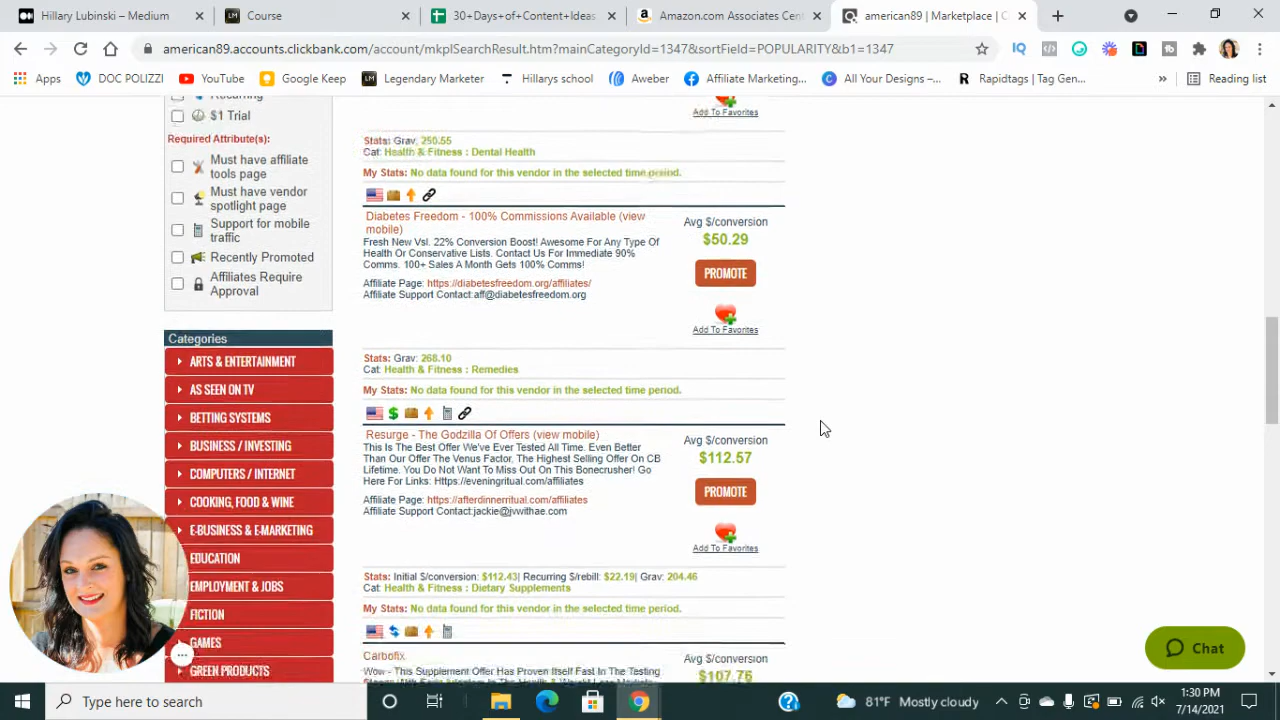 Hillary Lubinski - Medium
Course
30+Days+of+Content+Ideas
Amazon.com Associates Cent
american89 | Marketplace | C
american89.accounts.clickbank.com/account/mkplSearchResult.htm?mainCategoryId=1347&sortField=POPULARITY&b1=1347
Apps
DOC POLIZZI
YouTube
Google Keep
Legendary Marketer
Hillarys school
Aweber
Affiliate Marketing...
All Your Designs –...
Rapidtags | Tag Gen...
»
Reading list
Recurring
$1 Trial
Required Attribute(s):
Must have affiliate
tools page
Must have vendor
spotlight page
Support for mobile
traffic
Recently Promoted
Affiliates Require
Approval
Categories
ARTS & ENTERTAINMENT
AS SEEN ON TV
BETTING SYSTEMS
BUSINESS / INVESTING
COMPUTERS / INTERNET
COOKING, FOOD & WINE
E-BUSINESS & E-MARKETING
EDUCATION
EMPLOYMENT & JOBS
FICTION
GAMES
GREEN PRODUCTS
Add To Favorites
Stats: Grav: 250.55
Cat: Health & Fitness : Dental Health
My Stats: No data found for this vendor in the selected time period.
Diabetes Freedom - 100% Commissions Available (view
mobile)
Fresh New Vsl. 22% Conversion Boost! Awesome For Any Type Of
Health Or Conservative Lists. Contact Us For Immediate 90%
Comms. 100+ Sales A Month Gets 100% Comms!
Affiliate Page: https://diabetesfreedom.org/affiliates/
Affiliate Support Contact:aff@diabetesfreedom.org
Avg $/conversion
$50.29
PROMOTE
Add To Favorites
Stats: Grav: 268.10
Cat: Health & Fitness : Remedies
My Stats: No data found for this vendor in the selected time period.
Resurge - The Godzilla Of Offers (view mobile)
This Is The Best Offer We've Ever Tested All Time. Even Better
Than Our Offer The Venus Factor, The Highest Selling Offer On CB
Lifetime. You Do Not Want To Miss Out On This Bonecrusher! Go
Here For Links: Https://eveningritual.com/affiliates
Affiliate Page: https://afterdinnerritual.com/affiliates
Affiliate Support Contact:jackie@jvwithae.com
Avg $/conversion
$112.57
PROMOTE
Add To Favorites
Stats: Initial $/conversion: $112.43| Recurring $/rebill: $22.19| Grav: 204.46
Cat: Health & Fitness : Dietary Supplements
My Stats: No data found for this vendor in the selected time period.
Carbofix
Wow - This Supplement Offer Has Proven Itself Fast In The Testing
Avg $/conversion
$107.76
Chat
Type here to search
81°F Mostly cloudy
1:30 PM
7/14/2021